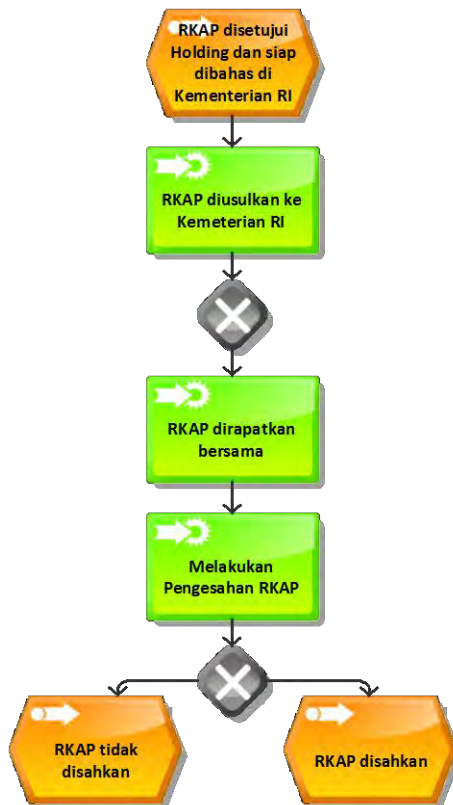 RKAP disetujui
Holding dan siap
dibahas di
Kementerian RI
RKAP diusulkan ke
Kemeterian RI
RKAP dirapatkan
bersama
Melakukan
Pengesahan RKAP
RKAP tidak
disahkan
RKAP disahkan